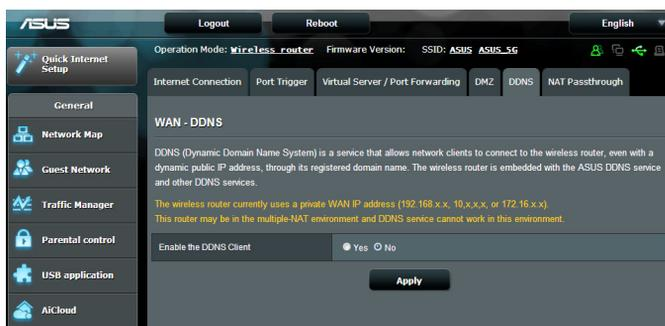 ASUS
Logout
Reboot
English
Quick Internet Setup
Operation Mode: Wireless router Firmware Version: SSID: ASUS ASUS_5G
Internet Connection
Port Trigger
Virtual Server / Port Forwarding
DMZ
DDNS
NAT Passthrough
General
Network Map
Guest Network
Traffic Manager
Parental control
USB application
AiCloud
WAN - DDNS
DDNS (Dynamic Domain Name System) is a service that allows network clients to connect to the wireless router, even with a
dynamic public IP address, through its registered domain name. The wireless router is embedded with the ASUS DDNS service
and other DDNS services.
The wireless router currently uses a private WAN IP address (192.168.x.x, 10,x,x,x, or 172.16.x.x).
This router may be in the multiple-NAT environment and DDNS service cannot work in this environment.
Enable the DDNS Client
Yes No
Apply